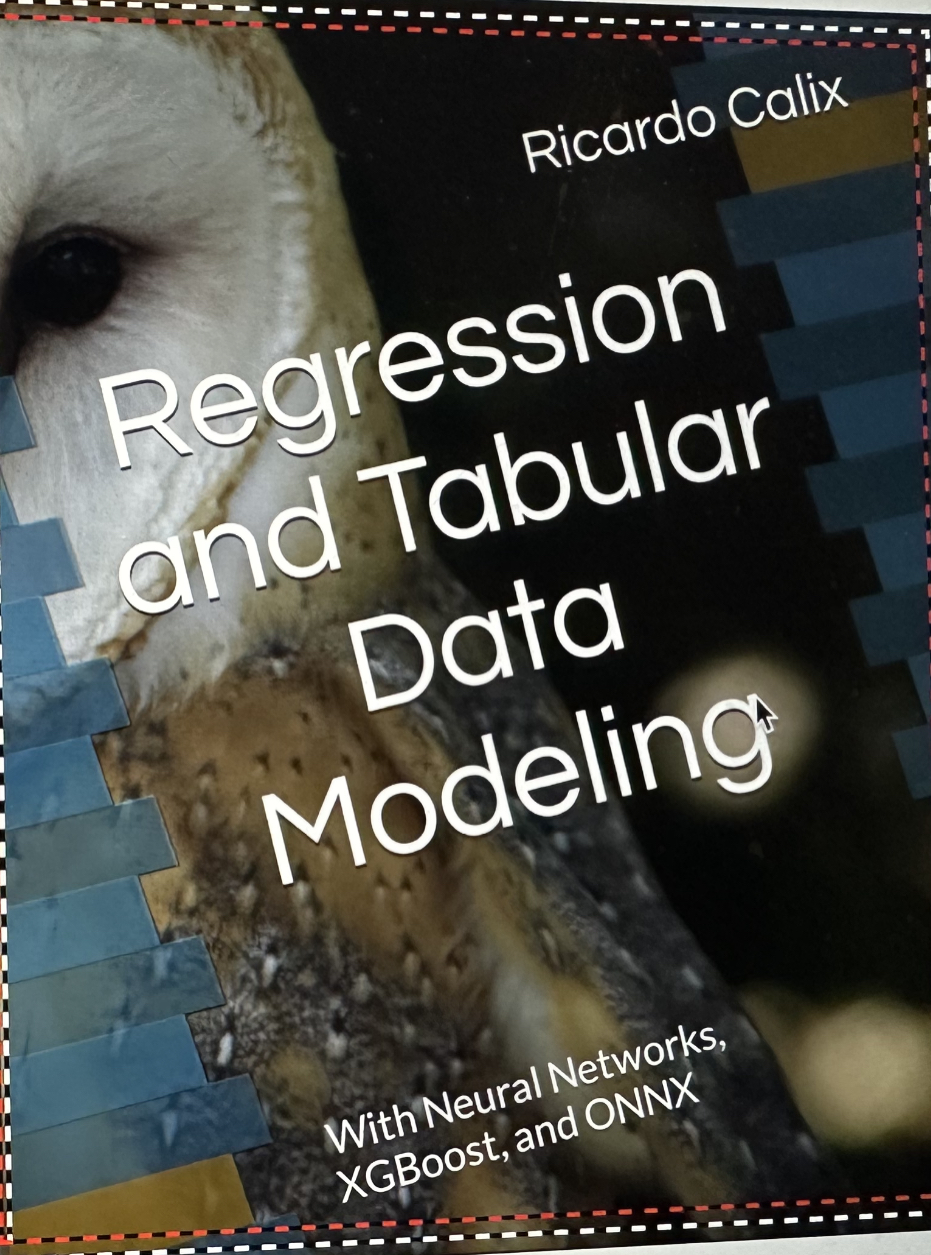 Ricardo Calix
Regression
and Tabular
Data
Modeling
With Neural Networks,
XGBoost, and ONNX